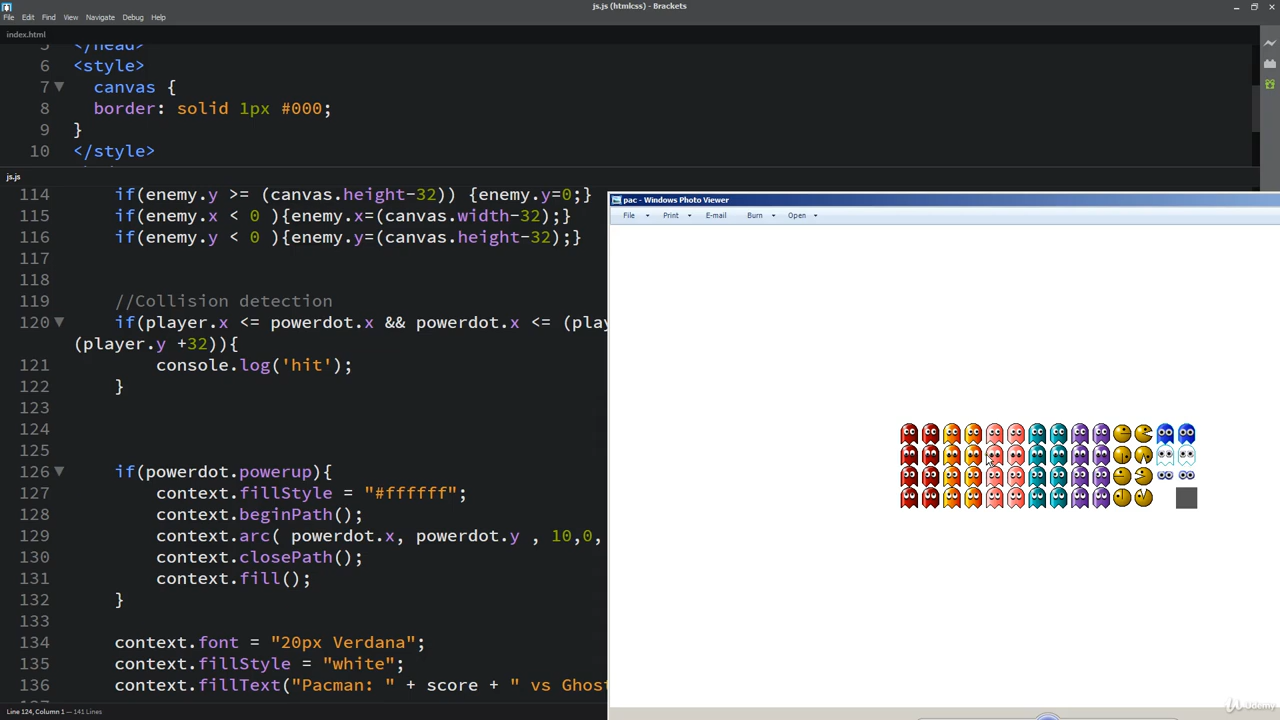 js.js (htmlcss) - Brackets
File Edit Find View Navigate Debug Help
index.html
5 </head>
6 <style>
7 canvas {
8 border: solid 1px #000;
9 }
10 </style>
js.js
114 if(enemy.y >= (canvas.height-32)) {enemy.y=0;}
115 if(enemy.x < 0 ){enemy.x=(canvas.width-32);}
116 if(enemy.y < 0 ){enemy.y=(canvas.height-32);}
117
118
119 //Collision detection
120 if(player.x <= powerdot.x && powerdot.x <= (play
(player.y +32)){
121 console.log('hit');
122 }
123
124
125
126 if(powerdot.powerup){
127 context.fillStyle = "#ffffff";
128 context.beginPath();
129 context.arc( powerdot.x, powerdot.y , 10,0,
130 context.closePath();
131 context.fill();
132 }
133
134 context.font = "20px Verdana";
135 context.fillStyle = "white";
136 context.fillText("Pacman: " + score + " vs Ghost
Line 124, Column 1 — 141 Lines
pac - Windows Photo Viewer
File Print E-mail Burn Open
Udemy